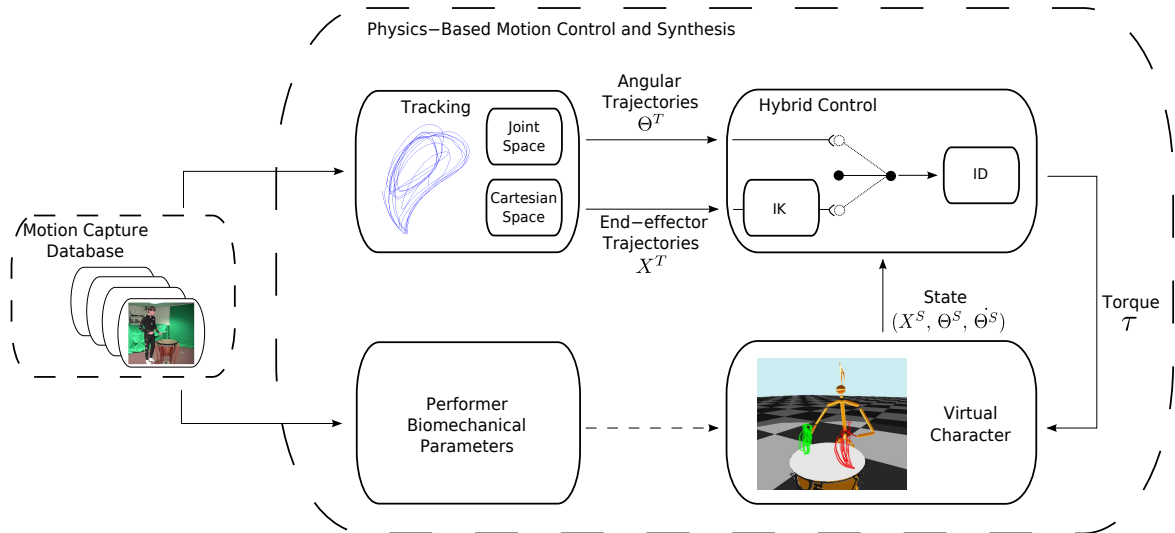 Physics−Based Motion Control and Synthesis
Tracking
Joint
Space
Cartesian
Space
Angular
Trajectories
Θ^T
End−effector
Trajectories
X^T
Hybrid Control
IK
ID
Motion Capture
Database
State
(X^S, Θ^S, Θ̇^S)
Torque
τ
Performer
Biomechanical
Parameters
Virtual
Character